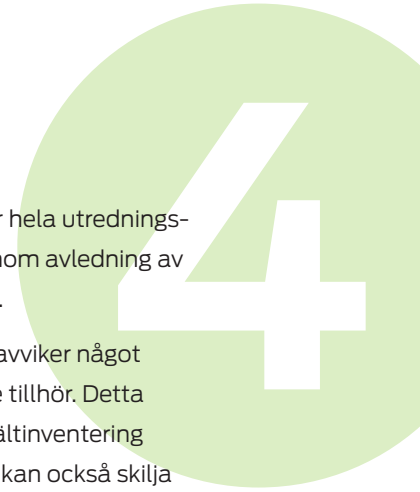 4
r hela utrednings-
nom avledning av
.
avviker något
e tillhör. Detta
ältinventering
kan också skilja